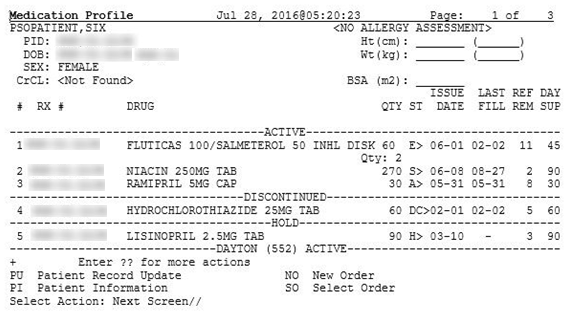 Medication Profile Jul 28, 2016@05:20:23 Page: 1 of 3
PSOPATIENT,SIX <NO ALLERGY ASSESSMENT>
PID: Ht(cm): _______ (______)
DOB: Wt(kg): _______ (______)
SEX: FEMALE
CrCL: <Not Found> BSA (m2): _______
ISSUE LAST REF DAY
# RX # DRUG QTY ST DATE FILL REM SUP
ACTIVE
1 FLUTICAS 100/SALMETEROL 50 INHL DISK 60 E> 06-01 02-02 11 45
Qty: 2
2 NIACIN 250MG TAB 270 S> 06-08 08-27 2 90
3 RAMIPRIL 5MG CAP 30 A> 05-31 05-31 8 30
DISCONTINUED
4 HYDROCHLOROTHIAZIDE 25MG TAB 60 DC>02-01 02-02 5 60
HOLD
5 LISINOPRIL 2.5MG TAB 90 H> 03-10 - 3 90
DAYTON (552) ACTIVE
+ Enter ?? for more actions
PU Patient Record Update NO New Order
PI Patient Information SO Select Order
Select Action: Next Screen//